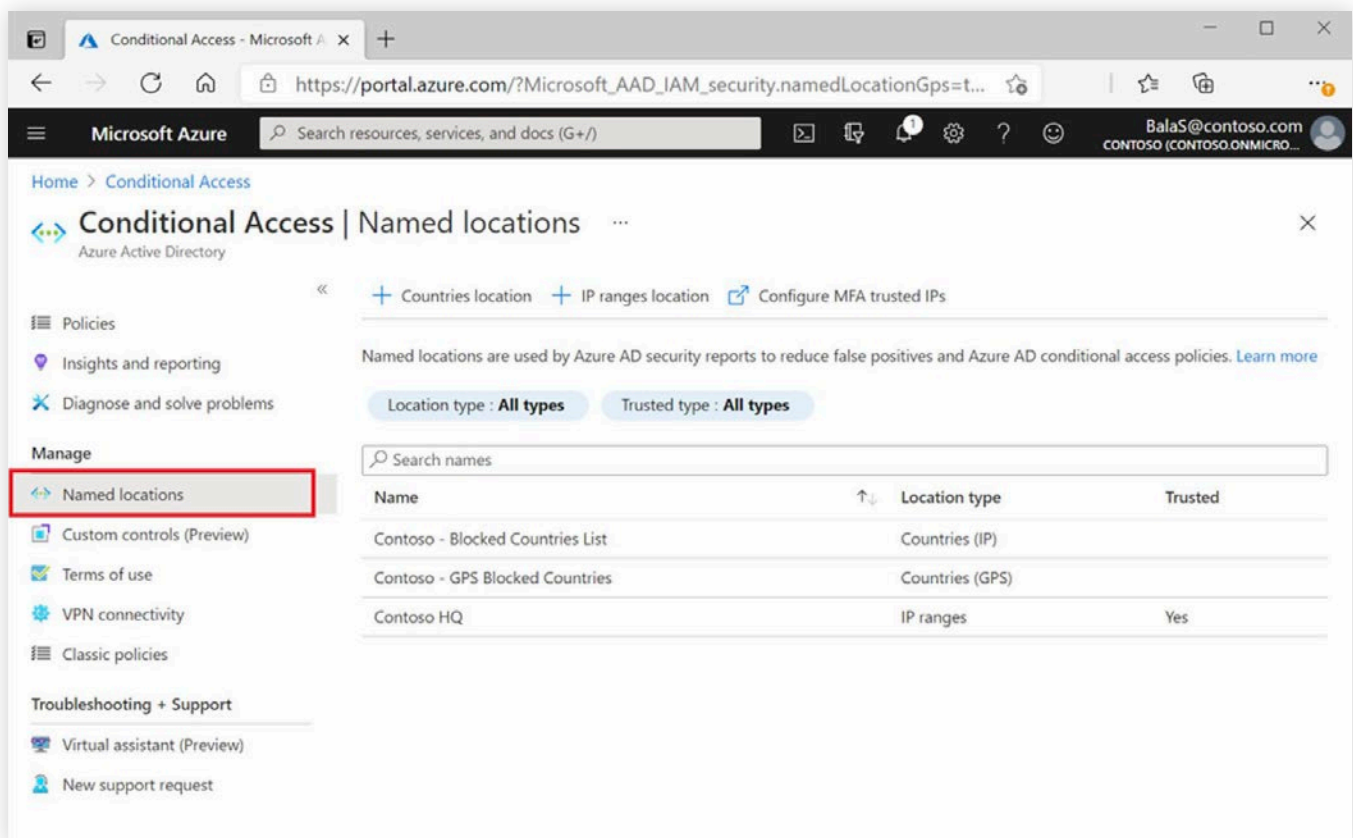 Conditional Access - Microsoft A
https://portal.azure.com/?Microsoft_AAD_IAM_security.namedLocationGps=t...
Microsoft Azure
Search resources, services, and docs (G+/)
1
BalaS@contoso.com
CONTOSO (CONTOSO.ONMICRO...
Home > Conditional Access
Conditional Access | Named locations ...
Azure Active Directory
«
+ Countries location + IP ranges location Configure MFA trusted IPs
Policies
Insights and reporting
Diagnose and solve problems
Manage
Named locations
Custom controls (Preview)
Terms of use
VPN connectivity
Classic policies
Troubleshooting + Support
Virtual assistant (Preview)
New support request
Named locations are used by Azure AD security reports to reduce false positives and Azure AD conditional access policies. Learn more
Location type : All types Trusted type : All types
Search names
Name ↑↓ Location type Trusted
Contoso - Blocked Countries List Countries (IP)
Contoso - GPS Blocked Countries Countries (GPS)
Contoso HQ IP ranges Yes